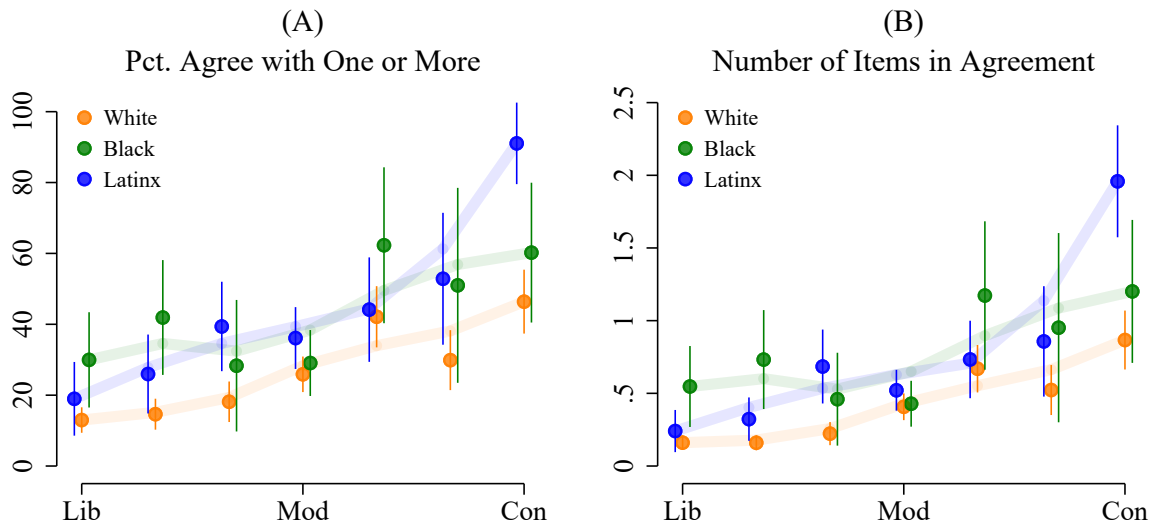 (A)
Pct. Agree with One or More
100
80
60
40
20
0
White
Black
Latinx
Lib
Mod
Con
(B)
Number of Items in Agreement
2.5
2
1.5
1
.5
0
White
Black
Latinx
Lib
Mod
Con